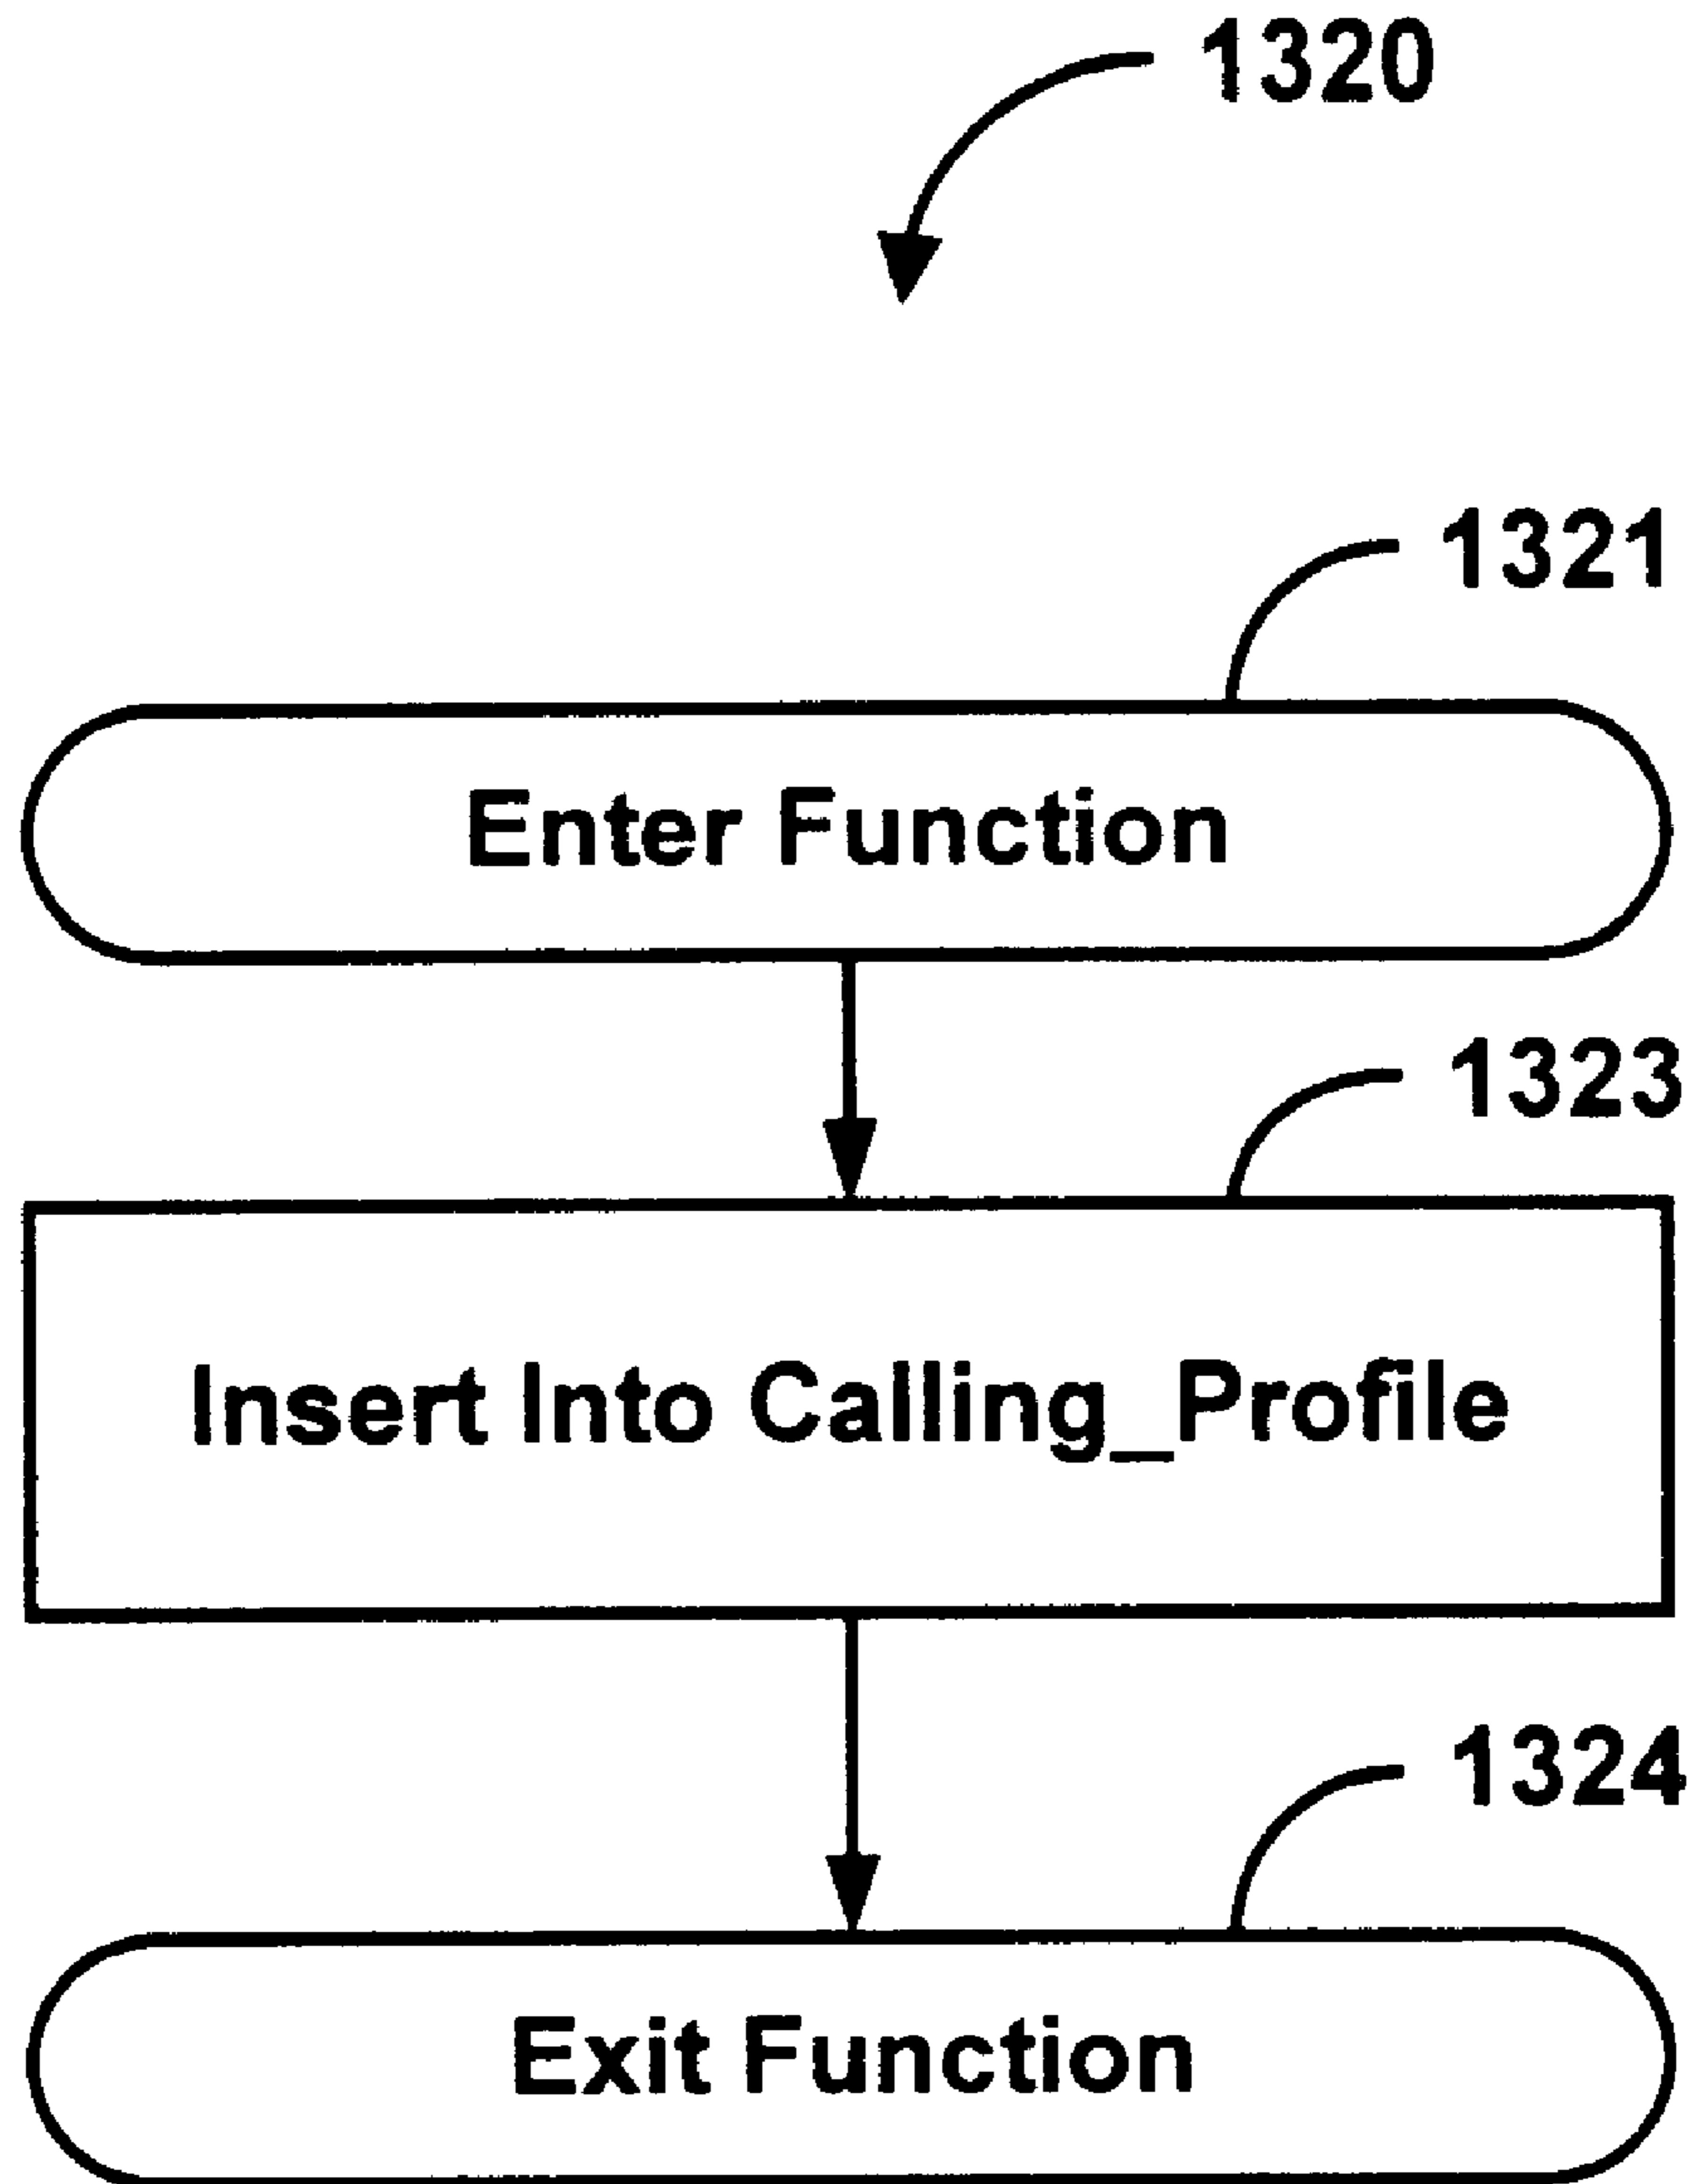 1320
1321
Enter Function
1323
Insert Into Calling_Profile
1324
Exit Function